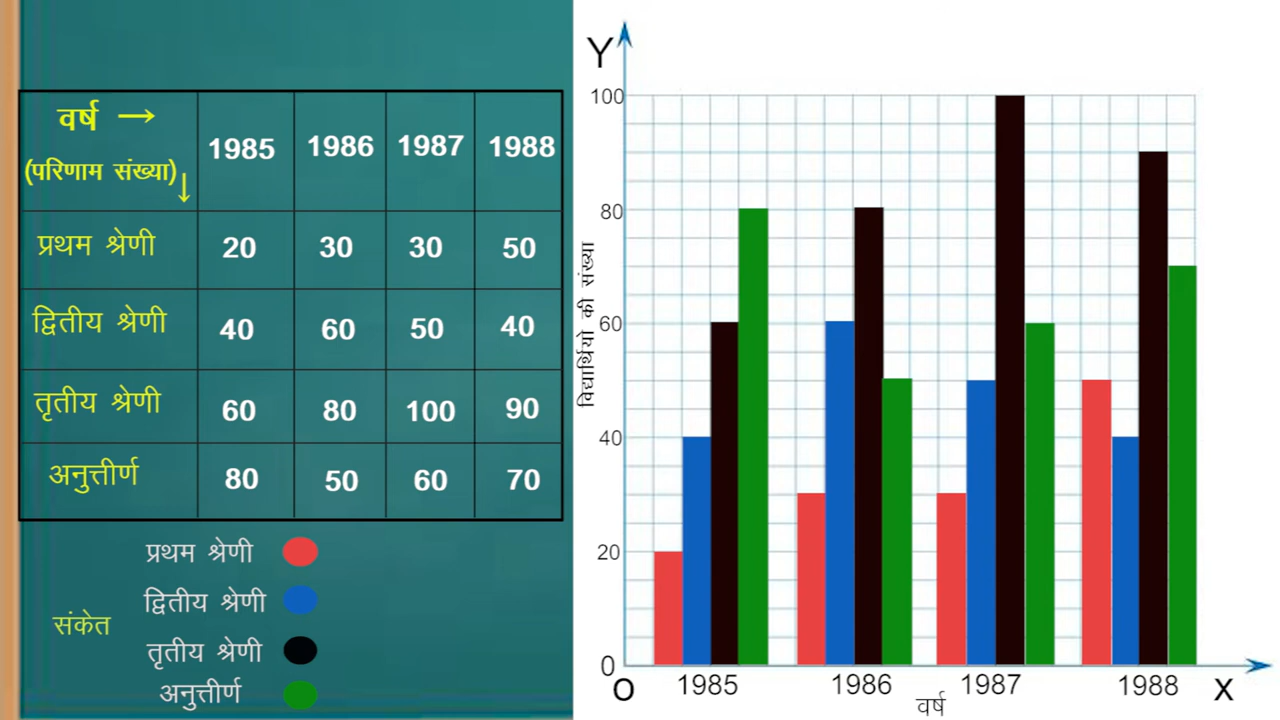 वर्ष → 1985 1986 1987 1988
(परिणाम संख्या)↓
प्रथम श्रेणी 20 30 30 50
द्वितीय श्रेणी 40 60 50 40
तृतीय श्रेणी 60 80 100 90
अनुत्तीर्ण 80 50 60 70
संकेत
प्रथम श्रेणी
द्वितीय श्रेणी
तृतीय श्रेणी
अनुत्तीर्ण
Y
100
80
60
40
20
0
विद्यार्थियो की संख्या
O 1985 1986 1987 1988 X
वर्ष